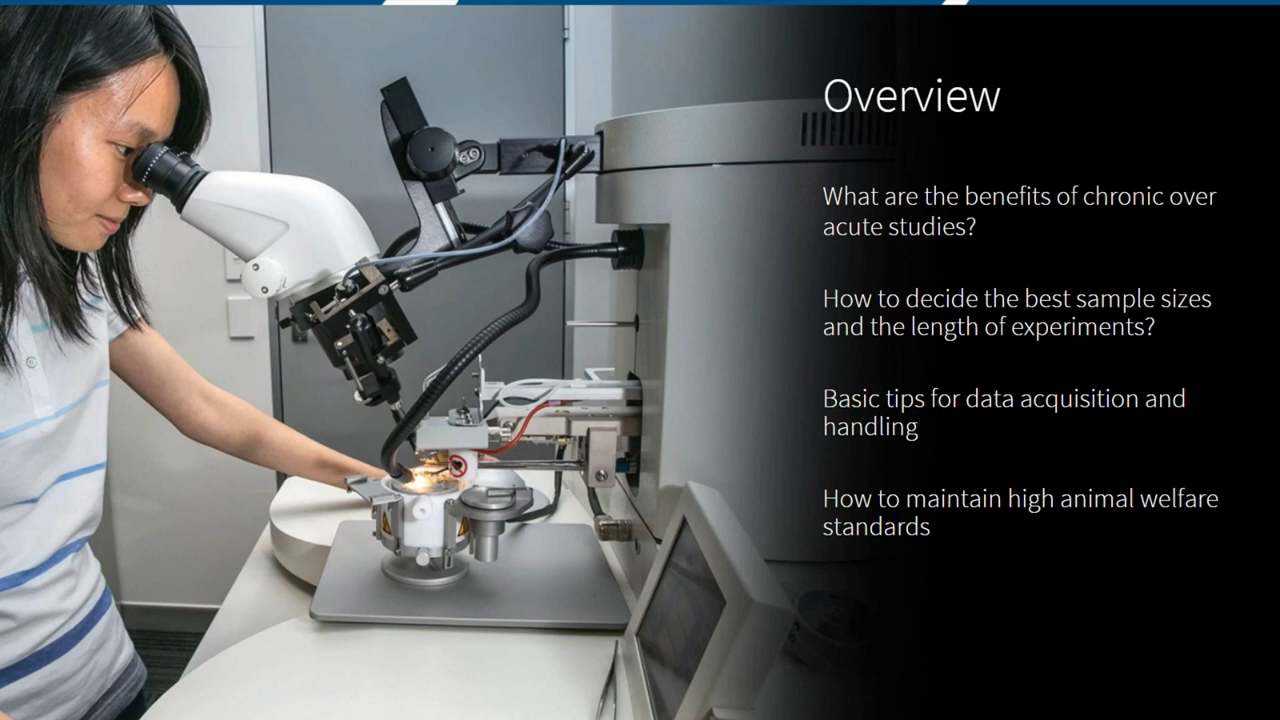 Overview
What are the benefits of chronic over
acute studies?
How to decide the best sample sizes
and the length of experiments?
Basic tips for data acquisition and
handling
How to maintain high animal welfare
standards